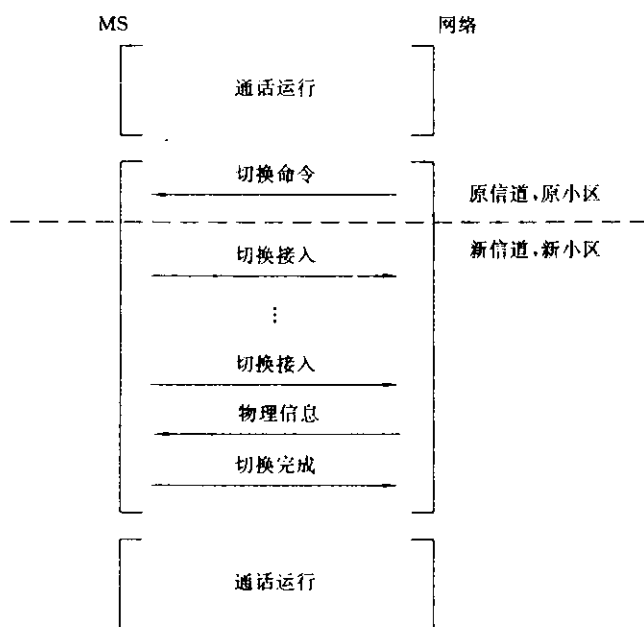 MS 网络
通话运行
切换命令
原信道,原小区
新信道,新小区
切换接入
⋮
切换接入
物理信息
切换完成
通话运行